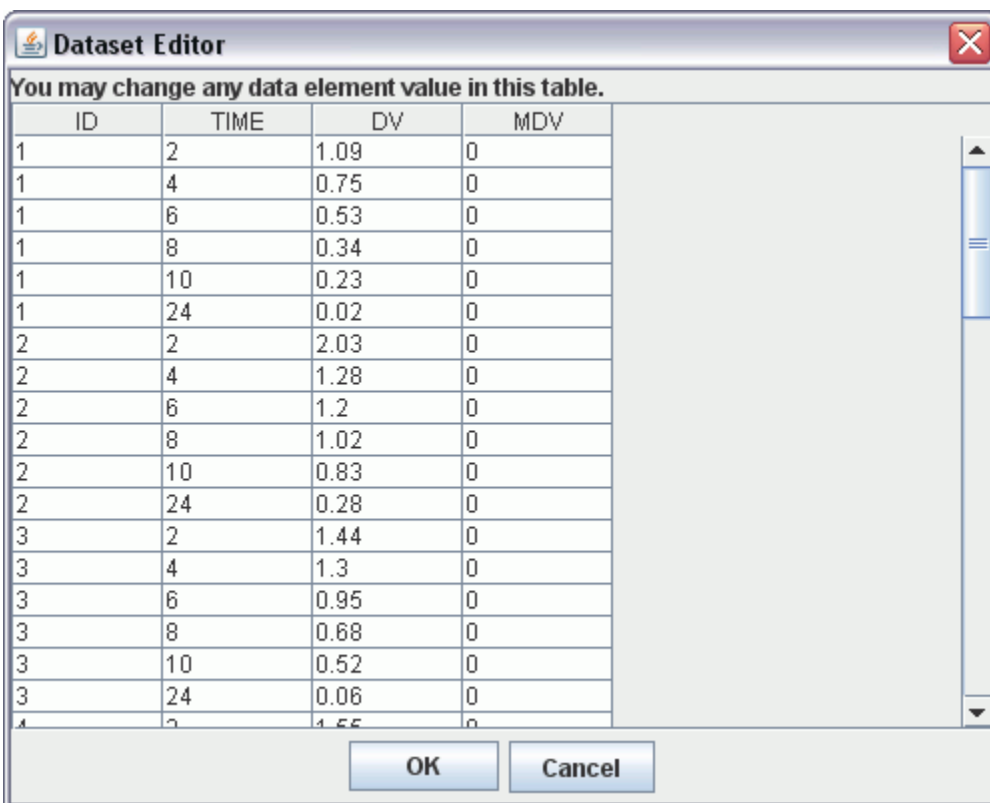 Dataset Editor
You may change any data element value in this table.
ID TIME DV MDV
1 2 1.09 0
1 4 0.75 0
1 6 0.53 0
1 8 0.34 0
1 10 0.23 0
1 24 0.02 0
2 2 2.03 0
2 4 1.28 0
2 6 1.2 0
2 8 1.02 0
2 10 0.83 0
2 24 0.28 0
3 2 1.44 0
3 4 1.3 0
3 6 0.95 0
3 8 0.68 0
3 10 0.52 0
3 24 0.06 0
OK Cancel